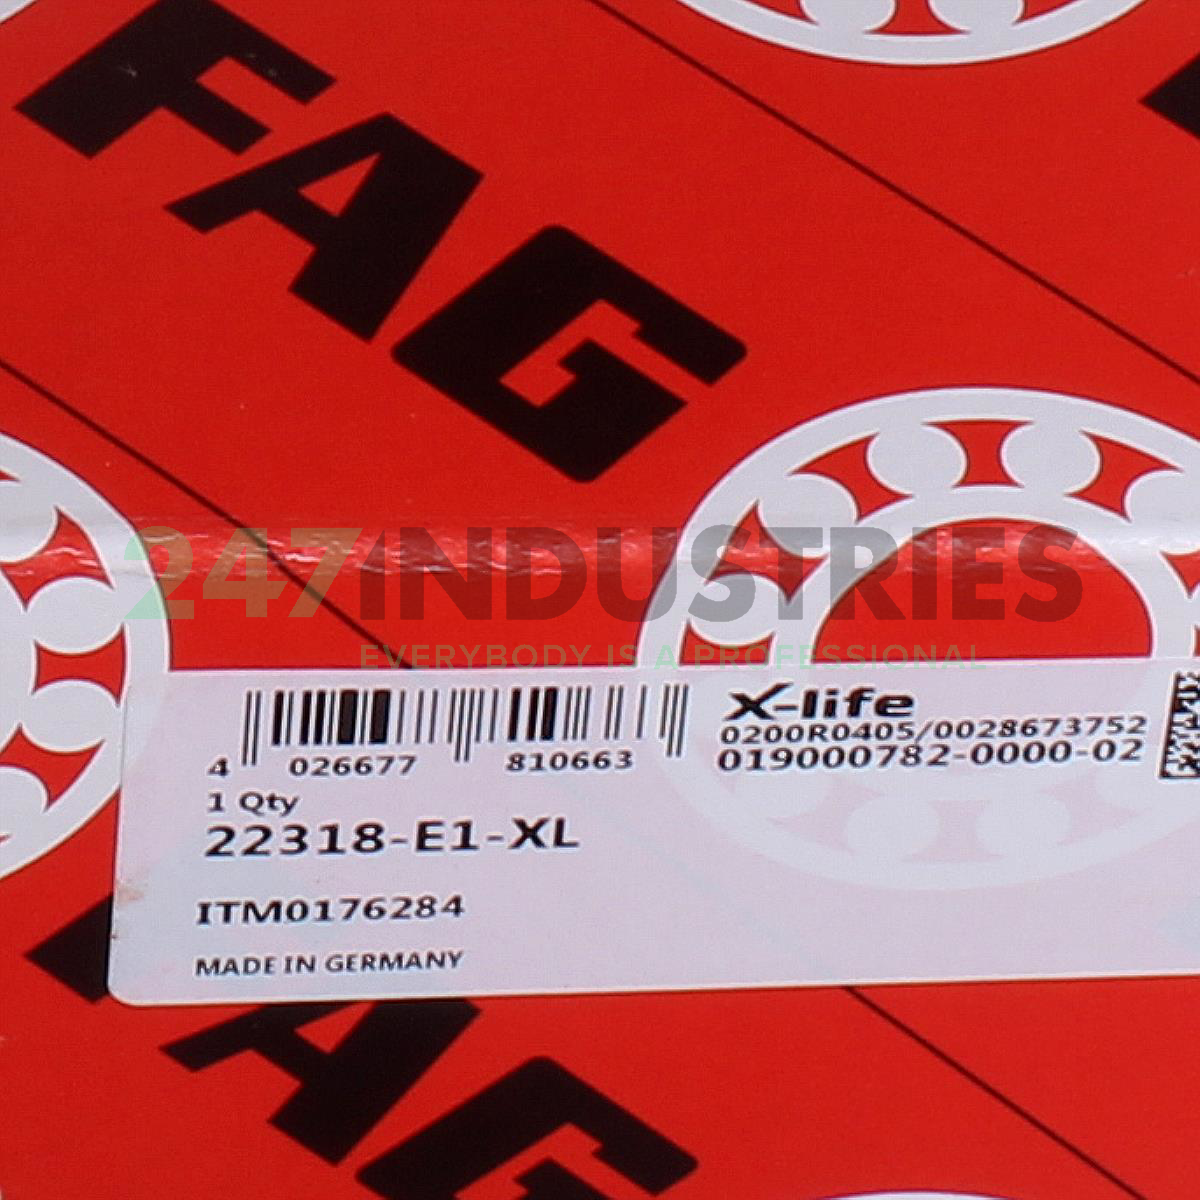 FAG
247INDUSTRIES
EVERYBODY IS A PROFESSIONAL
X-life
0200R0405/0028673752
019000782-0000-02
4 026677 810663
1 Qty
22318-E1-XL
ITM0176284
MADE IN GERMANY
FAG